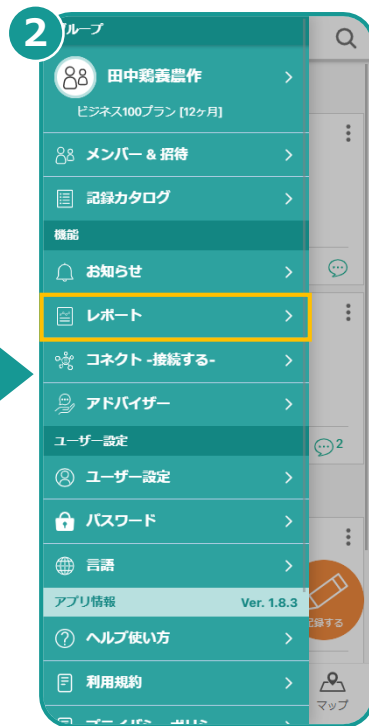 2
グループ
田中鶏養農作
ビジネス100プラン [12ヶ月]
メンバー & 招待
記録カタログ
機能
お知らせ
レポート
コネクト -接続する-
アドバイザー
2
ユーザー設定
ユーザー設定
パスワード
言語
アプリ情報 Ver. 1.8.3
記録する
ヘルプ使い方
利用規約
マップ